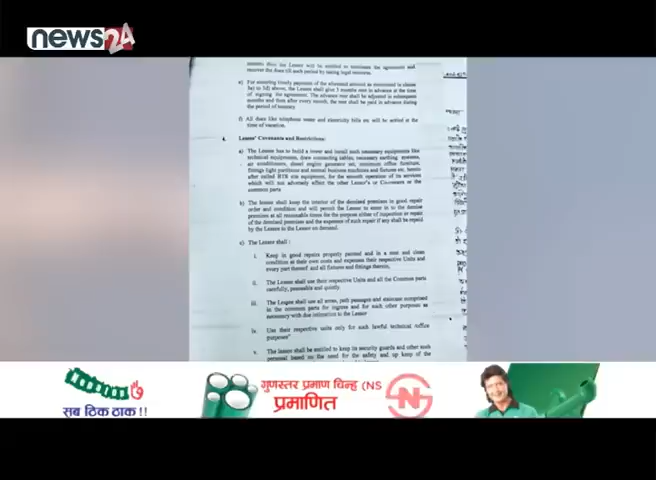 news24
months then the Lessor will be entitled to terminate the agreement and
recover the dues till such period by taking legal recourse.
e) For ensuring timely payment of the aforesaid amount as mentioned in clause
3a) to 3d) above, the Lessee shall give 3 months rent in advance at the time
of signing the agreement. The advance rent shall be adjusted in subsequent
months and from after every month, the rent shall be paid in advance during
the period of tenancy
f) All dues like telephone water and electricity bills etc will be settled at the
time of vacation.
4. Lessee' Covenants and Restrictions:
a) The Lessee has to build a tower and install such necessary equipments like
technical equipments, draw connecting cables, necessary earthing systems,
air conditioners, diesel engine generator set, minimum office furniture,
fittings light partitions and normal business machines and fixtures etc. herein
after called BTR site equipment, for the smooth operation of its services
which will not adversely effect the other Lessor's or Co-owners or the
common parts
b) The lessee shall keep the interior of the demised premises in good repair
order and condition and will permit the Lessor to enter in to the demise
premises at all reasonable times for the purpose either of inspection or repair
of the demised premises and the expense of such repair if any shall be repaid
by the Lessee to the Lessor on demand.
c) The Lessee shall :
i. Keep in good repairs properly painted and in a neat and clean
condition at their own costs and expenses their respective Units and
every part thereof and all fixtures and fittings therein,
ii. The Lessee shall use their respective Units and all the Common parts
carefully, peaceable and quietly.
iii. The Lessee shall use all areas, path passages and staircase comprised
in the common parts for ingress and for such other purposes as
necessary with due intimation to the Lessor
iv. Use their respective units only for such lawful technical /office
purposes"
v. The lessee shall be entitled to keep its security guards and other such
personal based on the need for the safety and up keep of the
सब ठिक ठाक !!
गुणस्तर प्रमाण चिन्ह (NS
प्रमाणित
NS